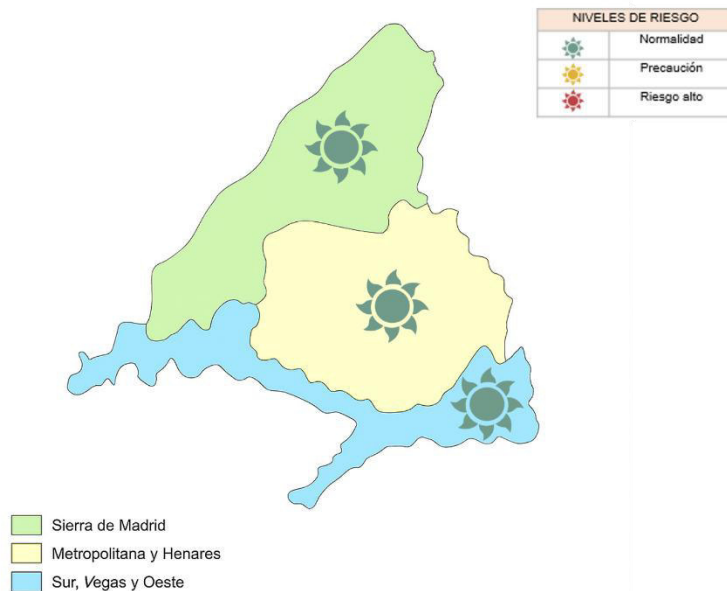 NIVELES DE RIESGO
Normalidad
Precaución
Riesgo alto
Sierra de Madrid
Metropolitana y Henares
Sur, Vegas y Oeste